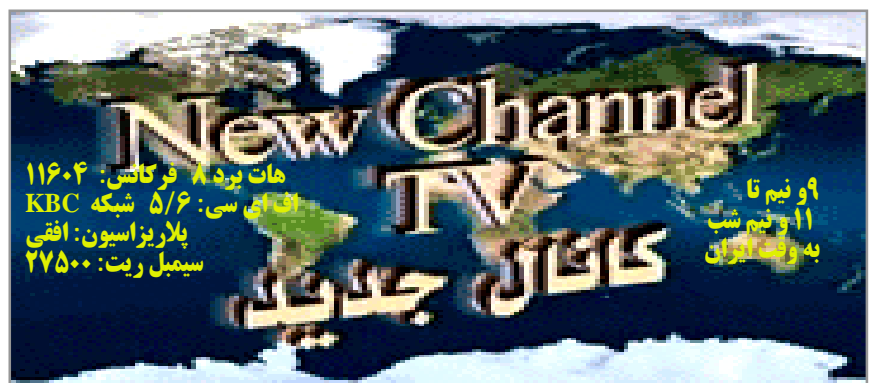 New Channel
TV
کانال جدید
هات برد ۸ فرکانس: ۱۱۶۰۴
اف ای سی: ۵/۶ شبکه KBC
پلاریزاسیون: افقی
سیمبل ریت: ۲۷۵۰۰
۹و نیم تا
۱۱ و نیم شب
به وقت ایران